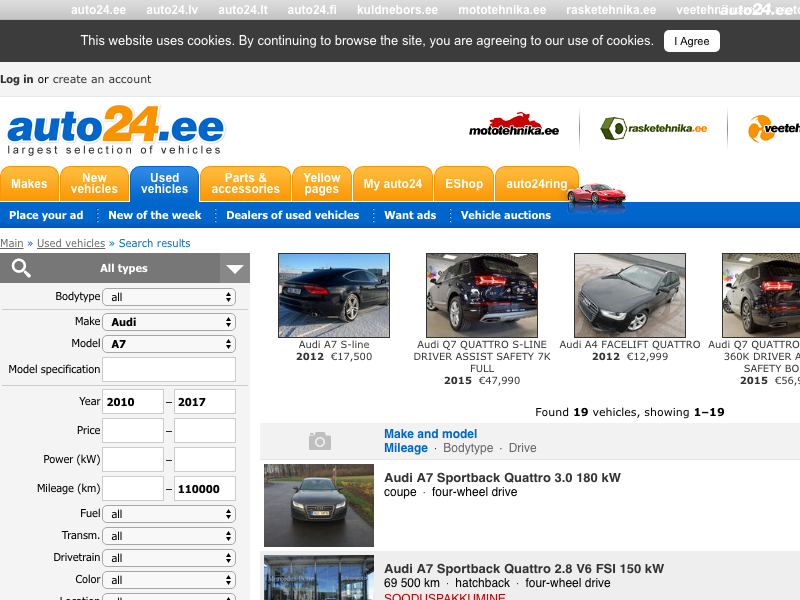 auto24.ee auto24.lv auto24.lt auto24.fi kuldnebors.ee mototehnika.ee rasketehnika.ee
auto24.ee
This website uses cookies. By continuing to browse the site, you are agreeing to our use of cookies. I Agree
Log in or create an account
auto24.ee
largest selection of vehicles
mototehnika.ee rasketehnika.ee veeteh
Makes New vehicles Used vehicles Parts & accessories Yellow pages My auto24 EShop auto24ring
Place your ad New of the week Dealers of used vehicles Want ads Vehicle auctions
Main » Used vehicles » Search results
All types
Bodytype all
Make Audi
Model A7
Model specification
Year 2010 – 2017
Price –
Power (kW) –
Mileage (km) – 110000
Fuel all
Transm. all
Drivetrain all
Color all
Audi A7 S-line
2012 €17,500
Audi Q7 QUATTRO S-LINE
DRIVER ASSIST SAFETY 7K
FULL
2015 €47,990
Audi A4 FACELIFT QUATTRO
2012 €12,999
Audi Q7 QUATTRO
360K DRIVER A
SAFETY BO
2015 €56,9
Found 19 vehicles, showing 1–19
Make and model
Mileage · Bodytype · Drive
Audi A7 Sportback Quattro 3.0 180 kW
coupe · four-wheel drive
Audi A7 Sportback Quattro 2.8 V6 FSI 150 kW
69 500 km · hatchback · four-wheel drive
SOODUSPAKKUMINE